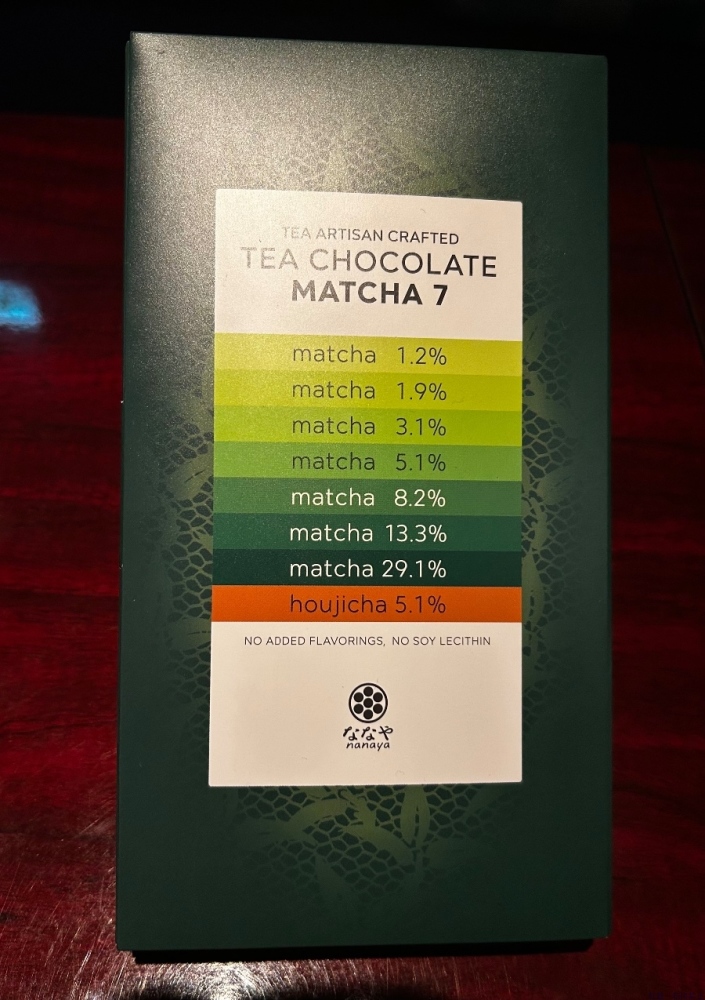 TEA ARTISAN CRAFTED
TEA CHOCOLATE
MATCHA 7
matcha 1.2%
matcha 1.9%
matcha 3.1%
matcha 5.1%
matcha 8.2%
matcha 13.3%
matcha 29.1%
houjicha 5.1%
NO ADDED FLAVORINGS, NO SOY LECITHIN
ななや
nanaya